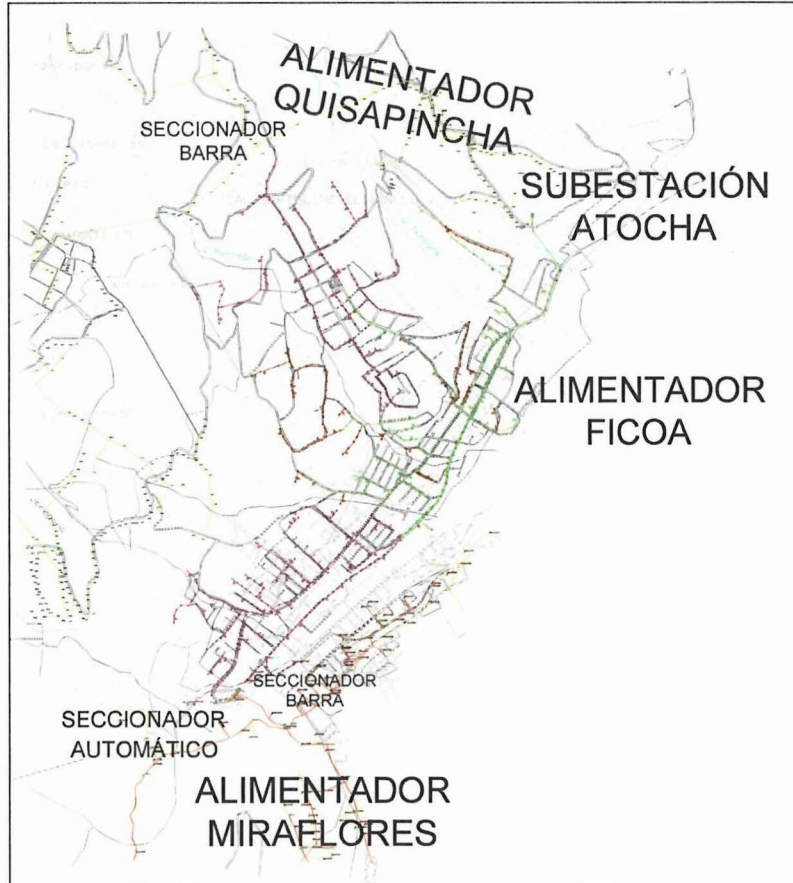 ALIMENTADOR
QUISAPINCHA
SECCIONADOR
BARRA
SUBESTACIÓN
ATOCHA
ALIMENTADOR
FICOA
SECCIONADOR
BARRA
SECCIONADOR
AUTOMÁTICO
ALIMENTADOR
MIRAFLORES